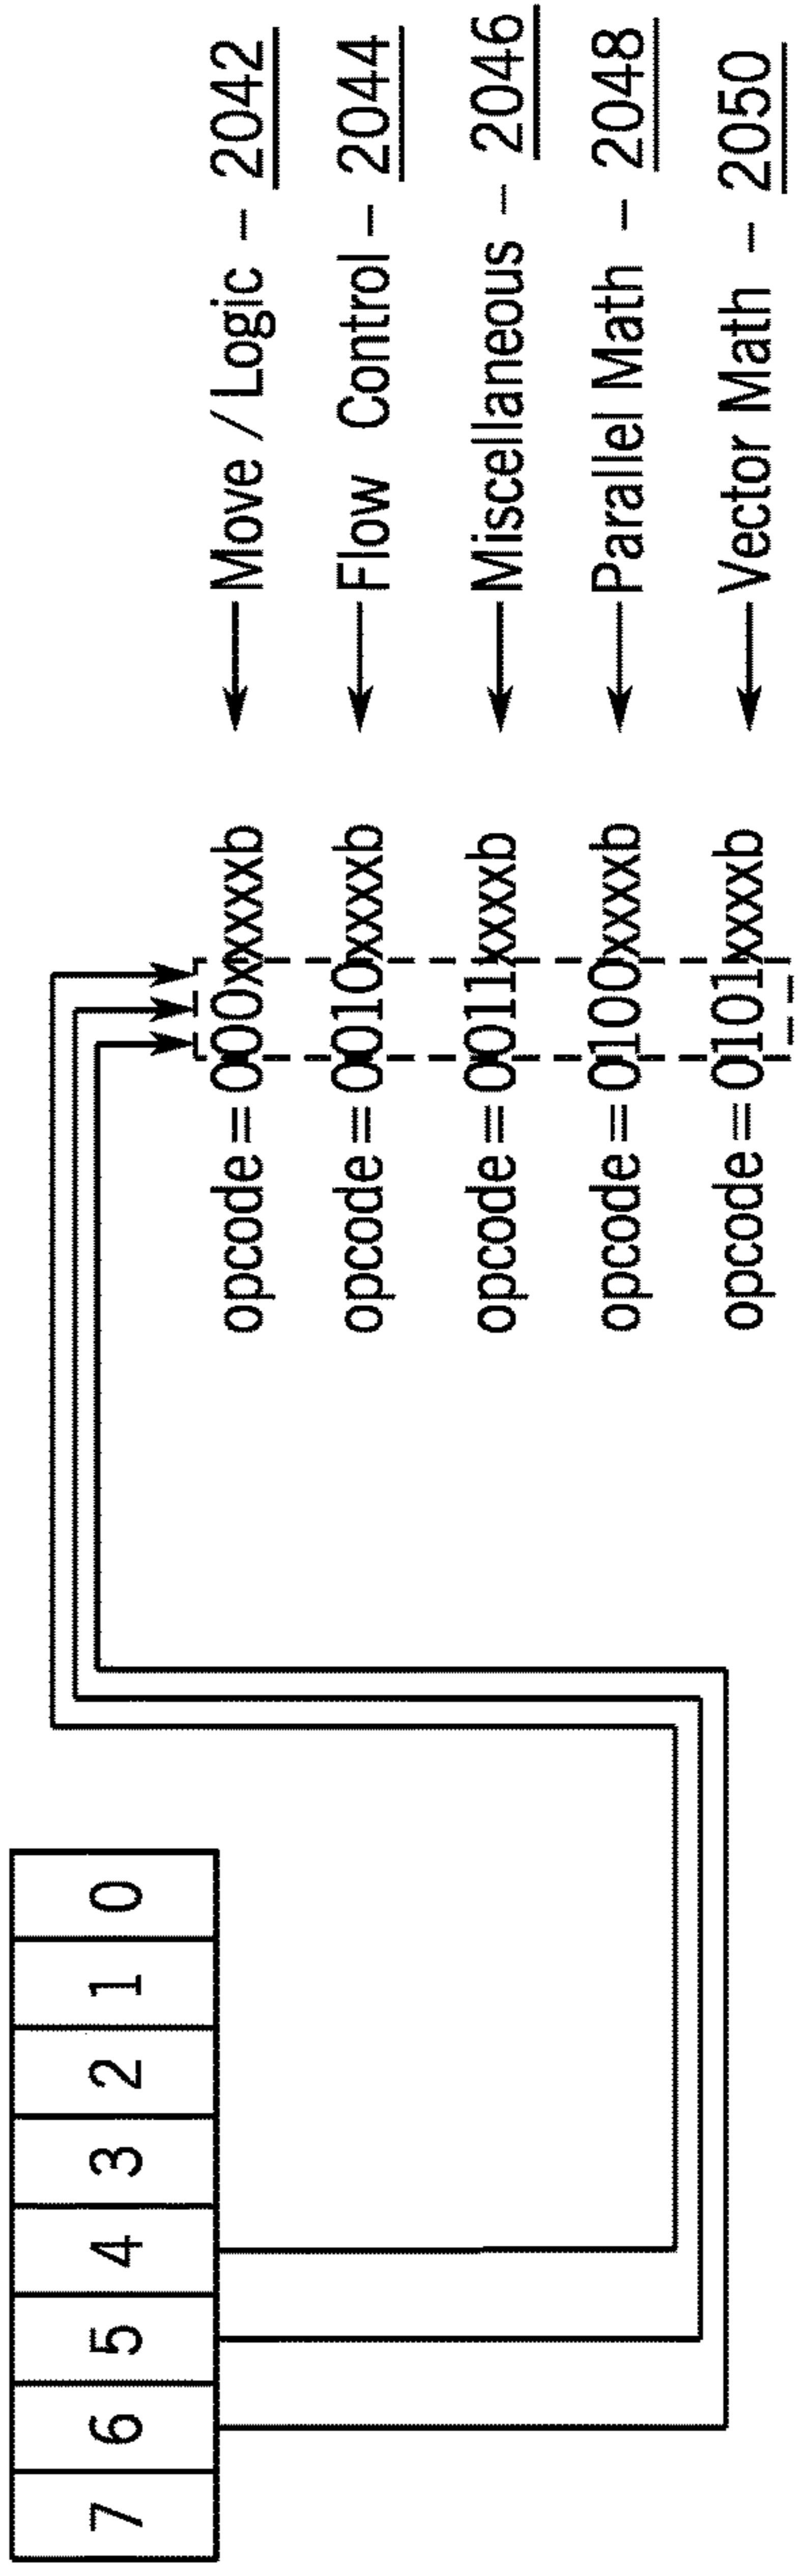 7 6 5 4 3 2 1 0
opcode=000xxxxxb Move / Logic – 2042
opcode=0010xxxxb Flow Control – 2044
opcode=0011xxxxb Miscellaneous – 2046
opcode=0100xxxxb Parallel Math – 2048
opcode=0101xxxxb Vector Math – 2050